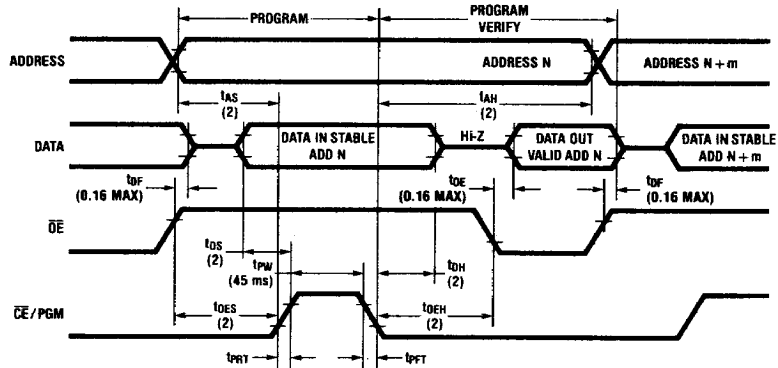 PROGRAM
PROGRAM
VERIFY
ADDRESS
ADDRESS N
ADDRESS N + m
tAS
(2)
tAH
(2)
DATA
DATA IN STABLE
ADD N
Hi-Z
DATA OUT
VALID ADD N
DATA IN STABLE
ADD N + m
tDF
(0.16 MAX)
tOE
(0.16 MAX)
tDF
(0.16 MAX)
OE
tDS
(2)
tPW
(45 ms)
tDH
(2)
CE/PGM
tOES
(2)
tOEH
(2)
tPRT
tPFT